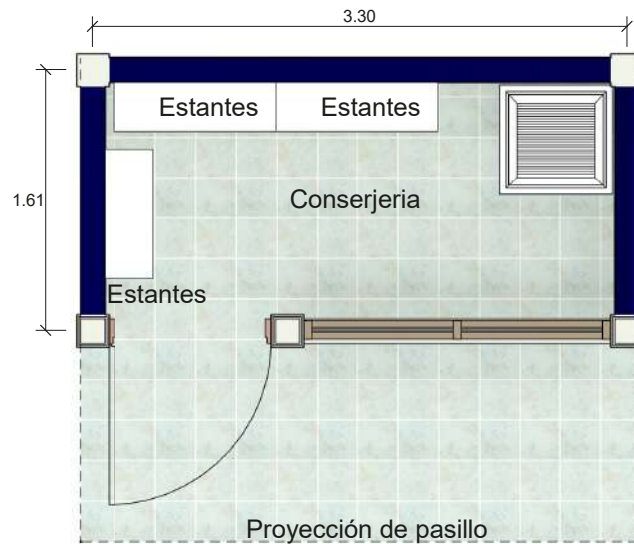 3.30
Estantes Estantes
1.61
Conserjeria
Estantes
Proyección de pasillo